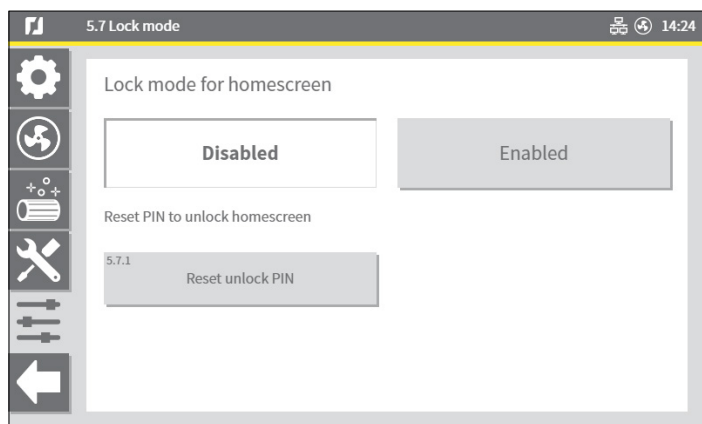 5.7 Lock mode
14:24
Lock mode for homescreen
Disabled
Enabled
Reset PIN to unlock homescreen
5.7.1
Reset unlock PIN